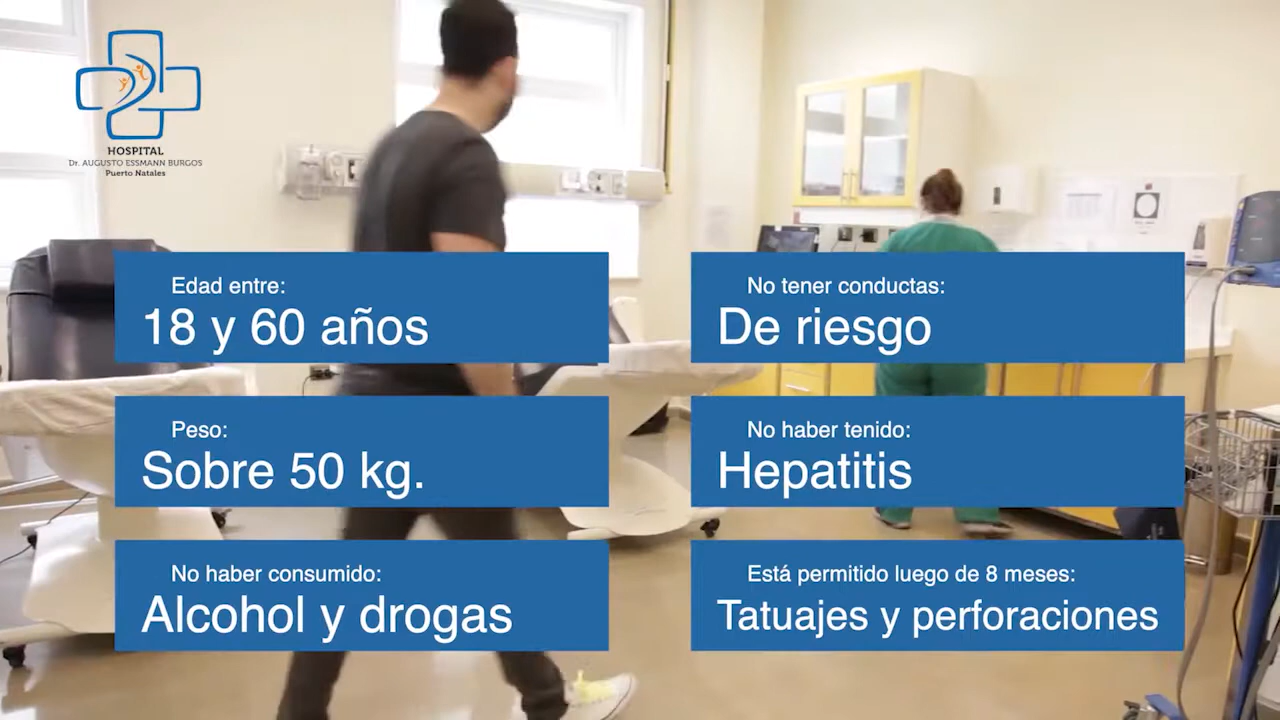 HOSPITAL
Dr. AUGUSTO ESSMANN BURGOS
Puerto Natales
Edad entre:
18 y 60 años
No tener conductas:
De riesgo
Peso:
Sobre 50 kg.
No haber tenido:
Hepatitis
No haber consumido:
Alcohol y drogas
Está permitido luego de 8 meses:
Tatuajes y perforaciones